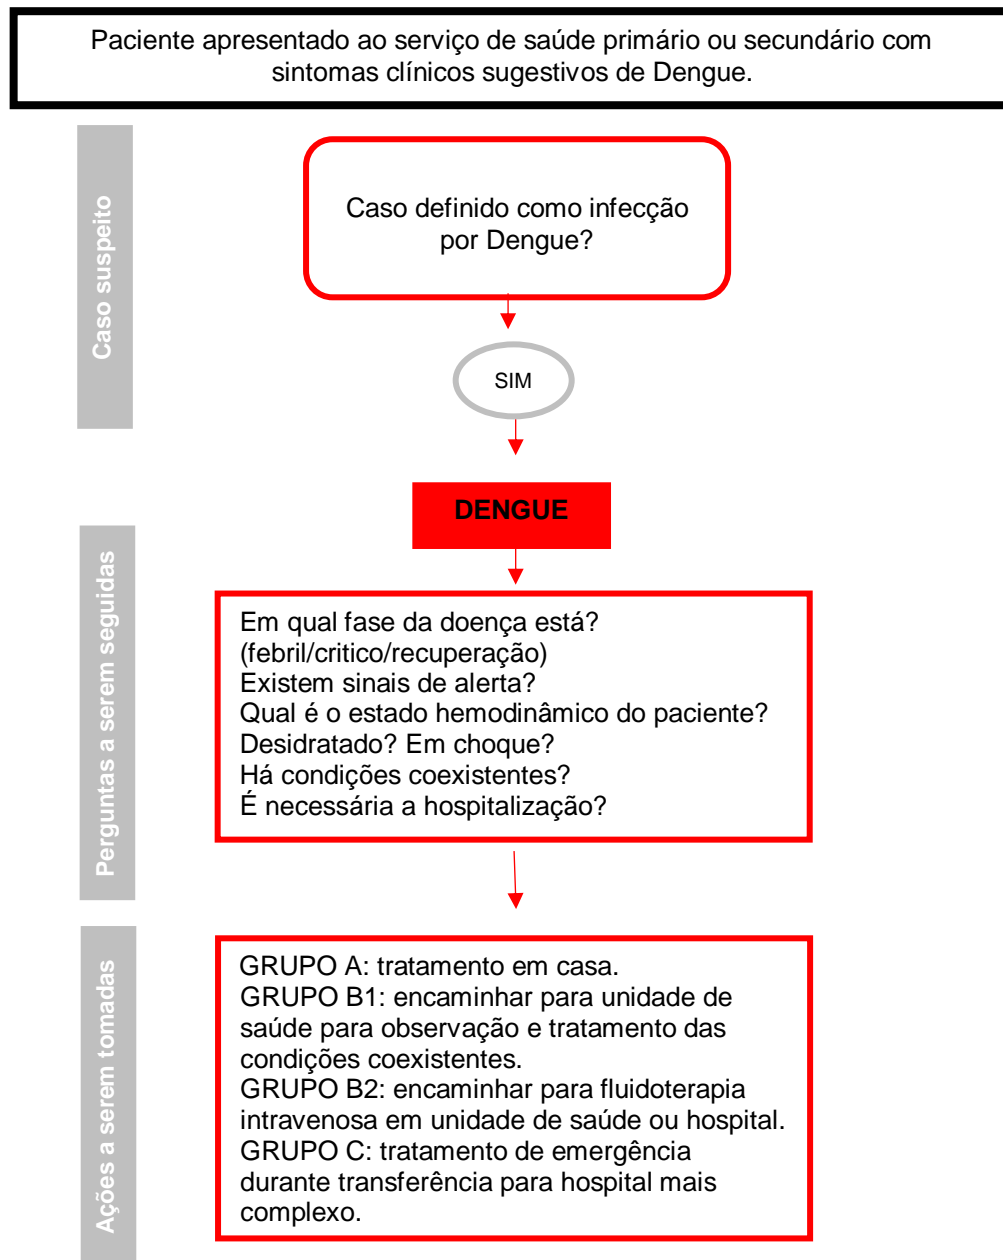 Paciente apresentado ao serviço de saúde primário ou secundário com
sintomas clínicos sugestivos de Dengue.
Caso suspeito
Caso definido como infecção
por Dengue?
SIM
DENGUE
Perguntas a serem seguidas
Em qual fase da doença está?
(febril/critico/recuperação)
Existem sinais de alerta?
Qual é o estado hemodinâmico do paciente?
Desidratado? Em choque?
Há condições coexistentes?
É necessária a hospitalização?
Ações a serem tomadas
GRUPO A: tratamento em casa.
GRUPO B1: encaminhar para unidade de
saúde para observação e tratamento das
condições coexistentes.
GRUPO B2: encaminhar para fluidoterapia
intravenosa em unidade de saúde ou hospital.
GRUPO C: tratamento de emergência
durante transferência para hospital mais
complexo.